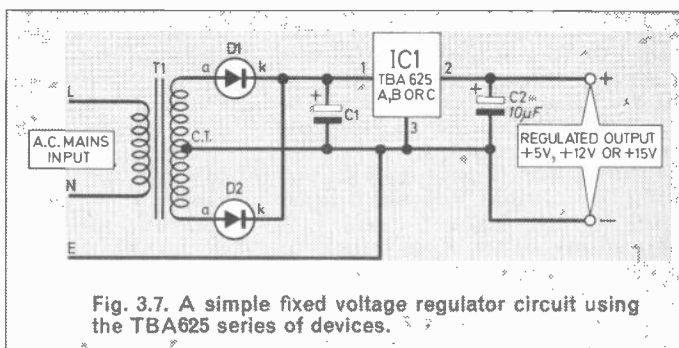 D1
T1
a
k
1
IC1
TBA 625
A,B OR C
2
+
L
+
C1
+
C2
10µF
A.C. MAINS
INPUT
C.T.
3
REGULATED OUTPUT
+5V, +12V OR +15V
N
D2
a
k
−
E
Fig. 3.7. A simple fixed voltage regulator circuit using
the TBA625 series of devices.